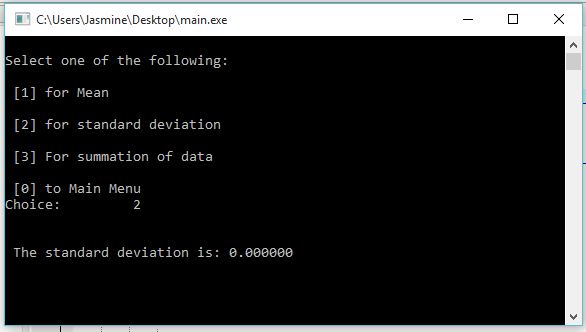 C:\Users\Jasmine\Desktop\main.exe
Select one of the following:
[1] for Mean
[2] for standard deviation
[3] For summation of data
[0] to Main Menu
Choice:         2
The standard deviation is: 0.000000